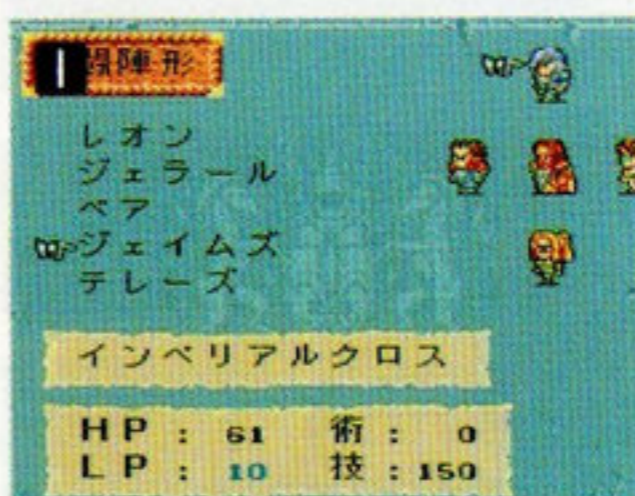 陣形
レオン
ジェラール
ベア
ジェイムズ
テレーズ
インペリアルクロス
HP： 61 術： 0
LP： 10 技：150